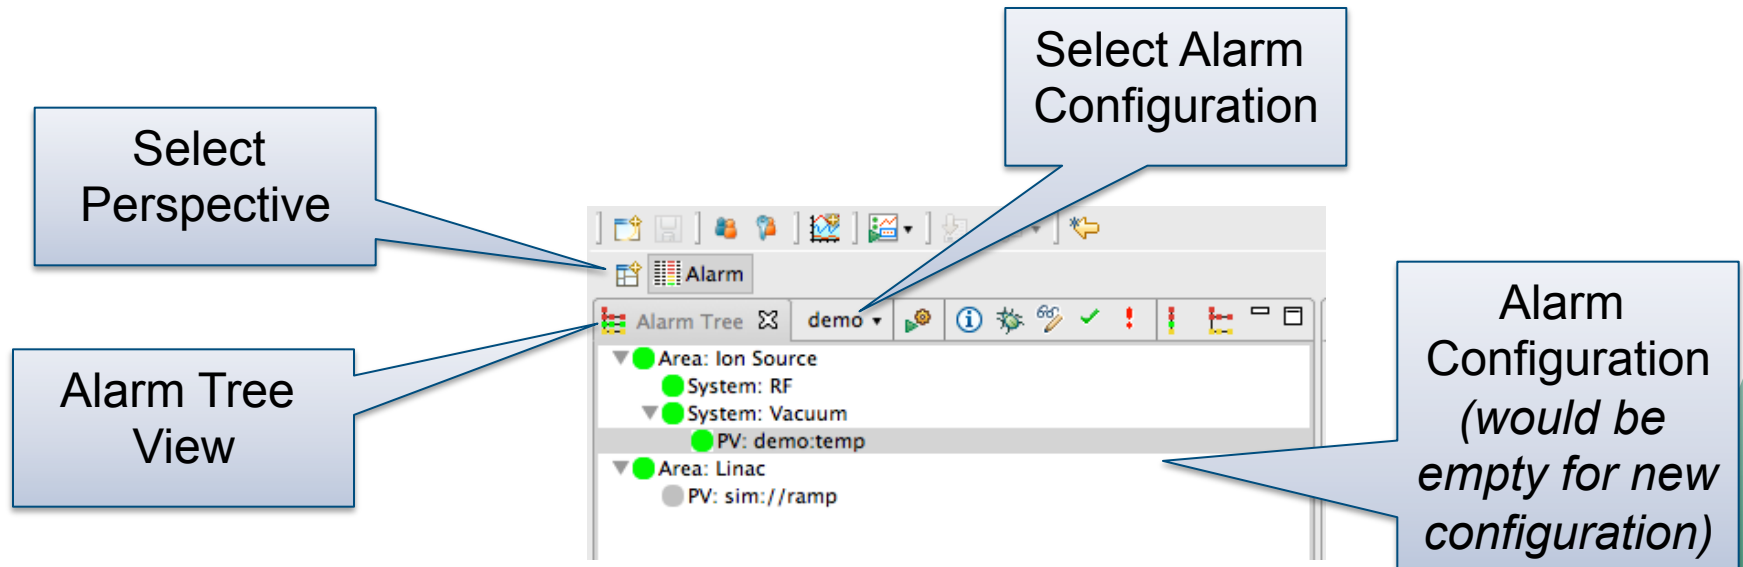 Select Alarm
Configuration
Select
Perspective
Alarm
Alarm Tree
demo
Area: Ion Source
System: RF
System: Vacuum
PV: demo:temp
Area: Linac
PV: sim://ramp
Alarm Tree
View
Alarm
Configuration
(would be
empty for new
configuration)